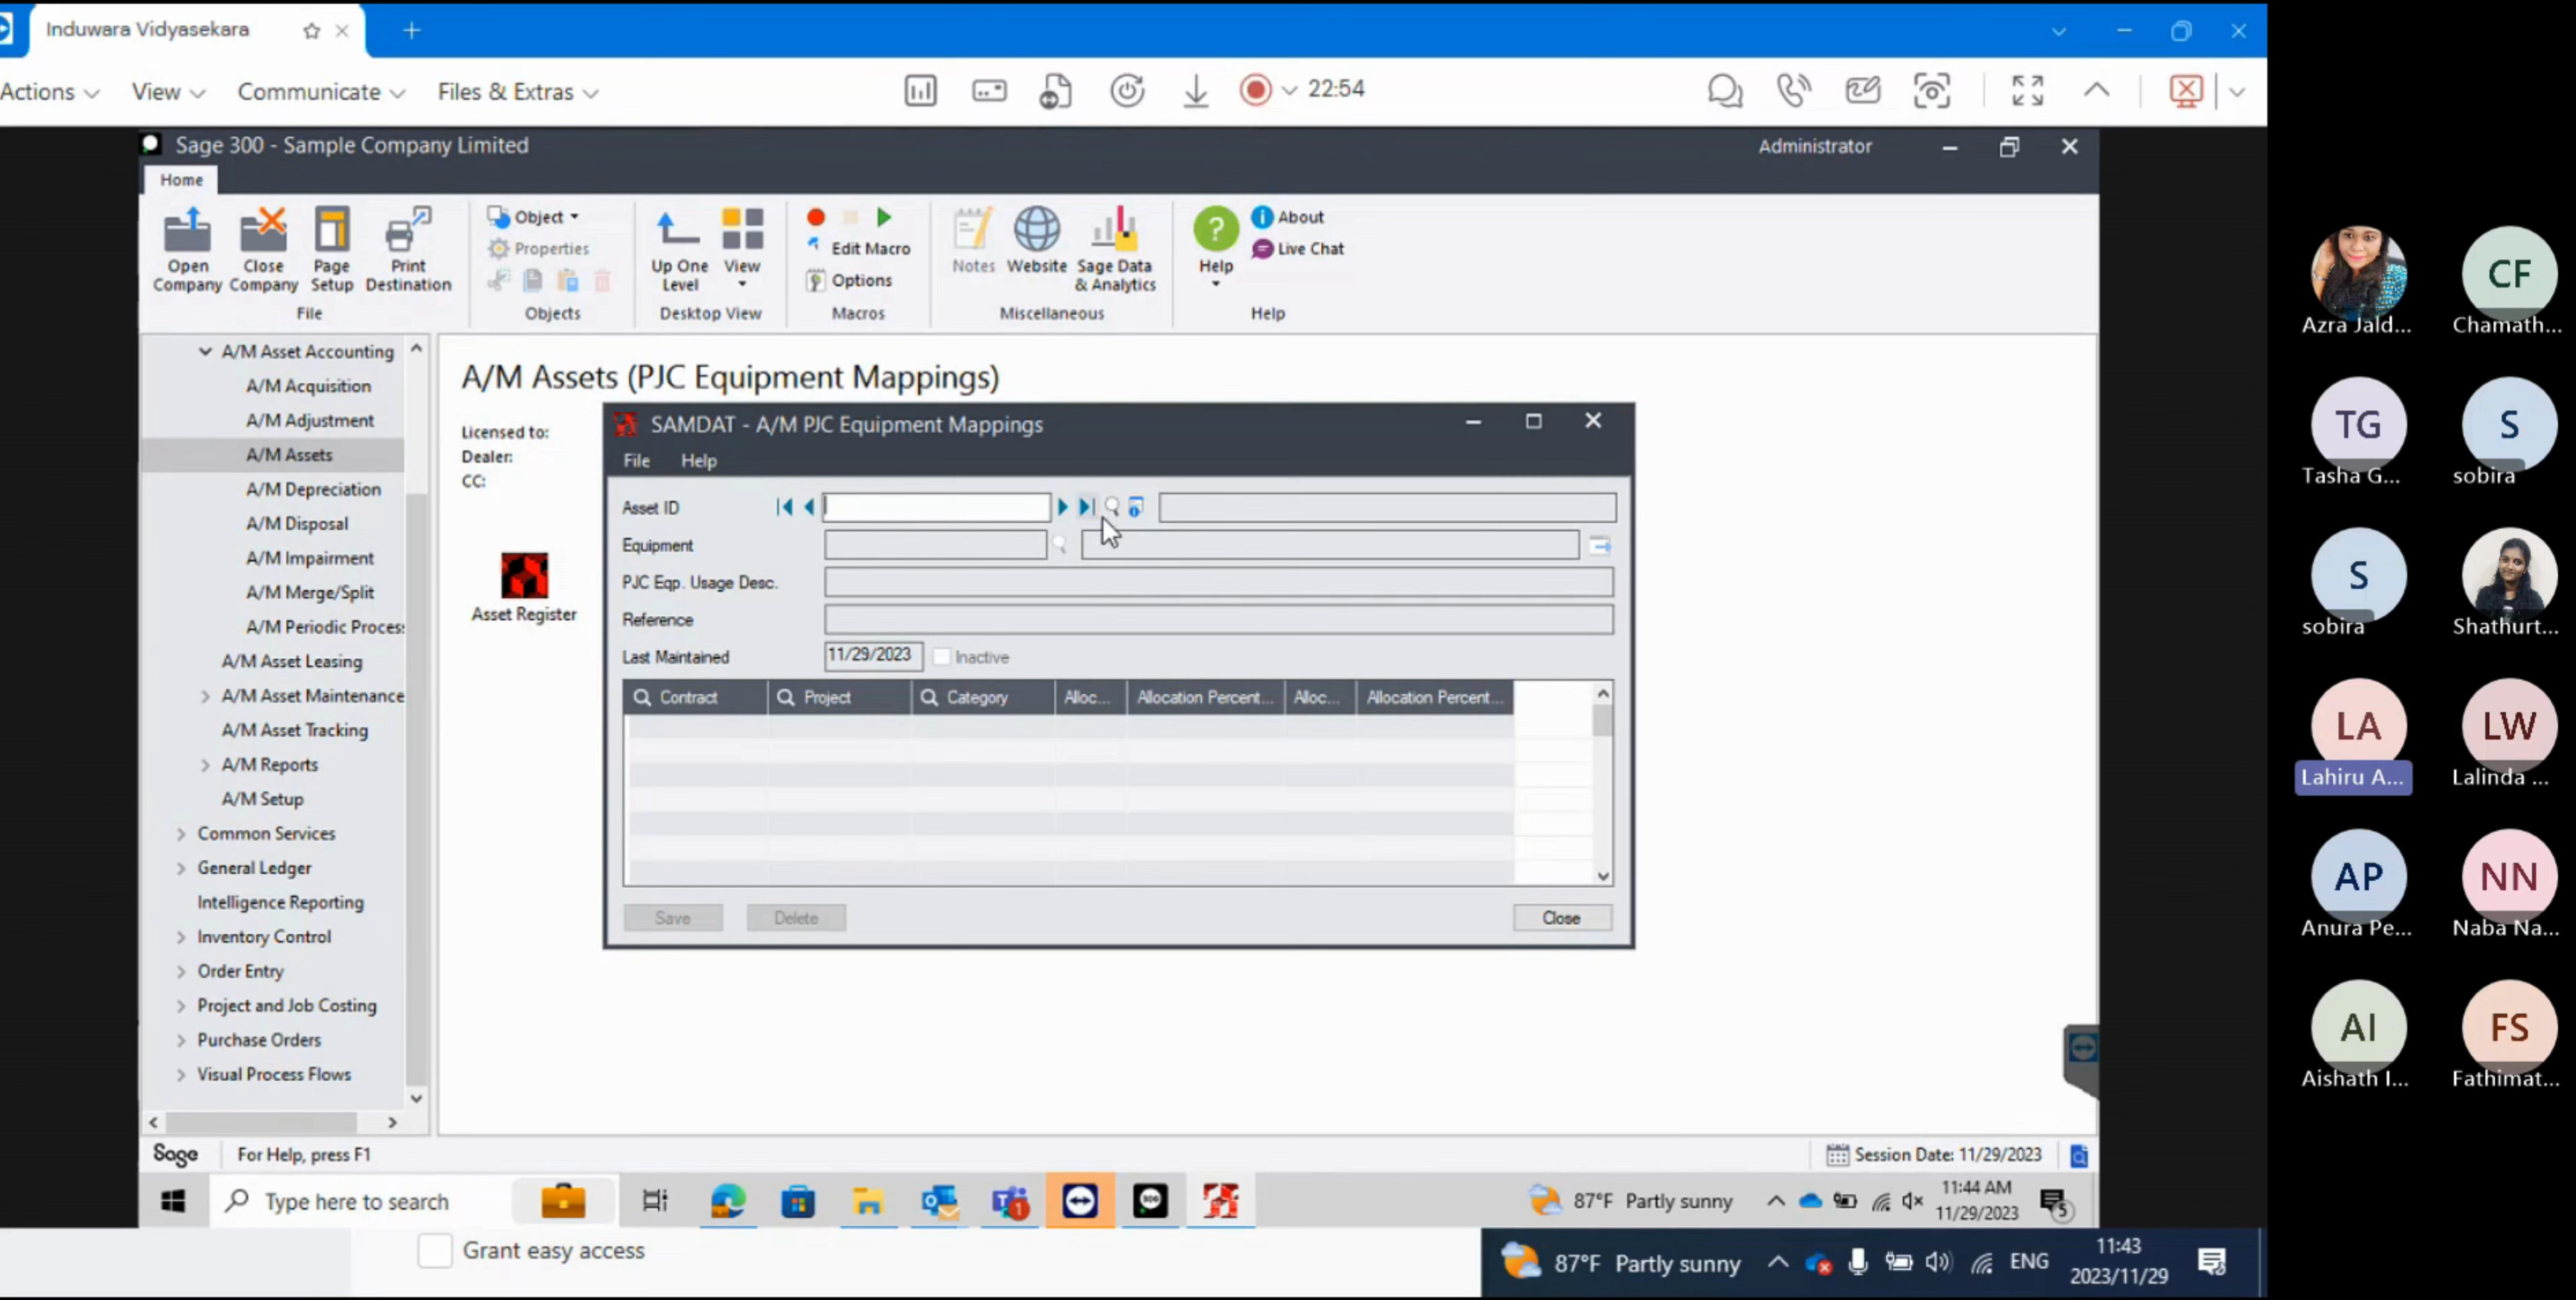 Induwara Vidyasekara
Actions View Communicate Files & Extras 22:54
Sage 300 - Sample Company Limited Administrator
Home
Open Company
Close Company
Page Setup
Print Destination
File
Object
Properties
Objects
Up One Level
View
Desktop View
Edit Macro
Options
Macros
Notes
Website
Sage Data & Analytics
Miscellaneous
Help
About
Live Chat
Help
A/M Asset Accounting
A/M Acquisition
A/M Adjustment
A/M Assets
A/M Depreciation
A/M Disposal
A/M Impairment
A/M Merge/Split
A/M Periodic Proces
A/M Asset Leasing
A/M Asset Maintenance
A/M Asset Tracking
A/M Reports
A/M Setup
Common Services
General Ledger
Intelligence Reporting
Inventory Control
Order Entry
Project and Job Costing
Purchase Orders
Visual Process Flows
A/M Assets (PJC Equipment Mappings)
Licensed to:
Dealer:
CC:
Asset Register
SAMDAT - A/M PJC Equipment Mappings
File Help
Asset ID
Equipment
PJC Eqp. Usage Desc.
Reference
Last Maintained 11/29/2023 Inactive
Contract Project Category Alloc... Allocation Percent... Alloc... Allocation Percent...
Save Delete Close
Sage For Help, press F1 Session Date: 11/29/2023
Type here to search 1 300 87°F Partly sunny 11:44 AM
11/29/2023 5
Grant easy access
87°F Partly sunny ENG 11:43
2023/11/29
CF
Azra Jald... Chamath...
TG S
Tasha G... sobira
S
sobira Shathurt...
LA LW
Lahiru A... Lalinda ...
AP NN
Anura Pe... Naba Na...
AI FS
Aishath I... Fathimat...